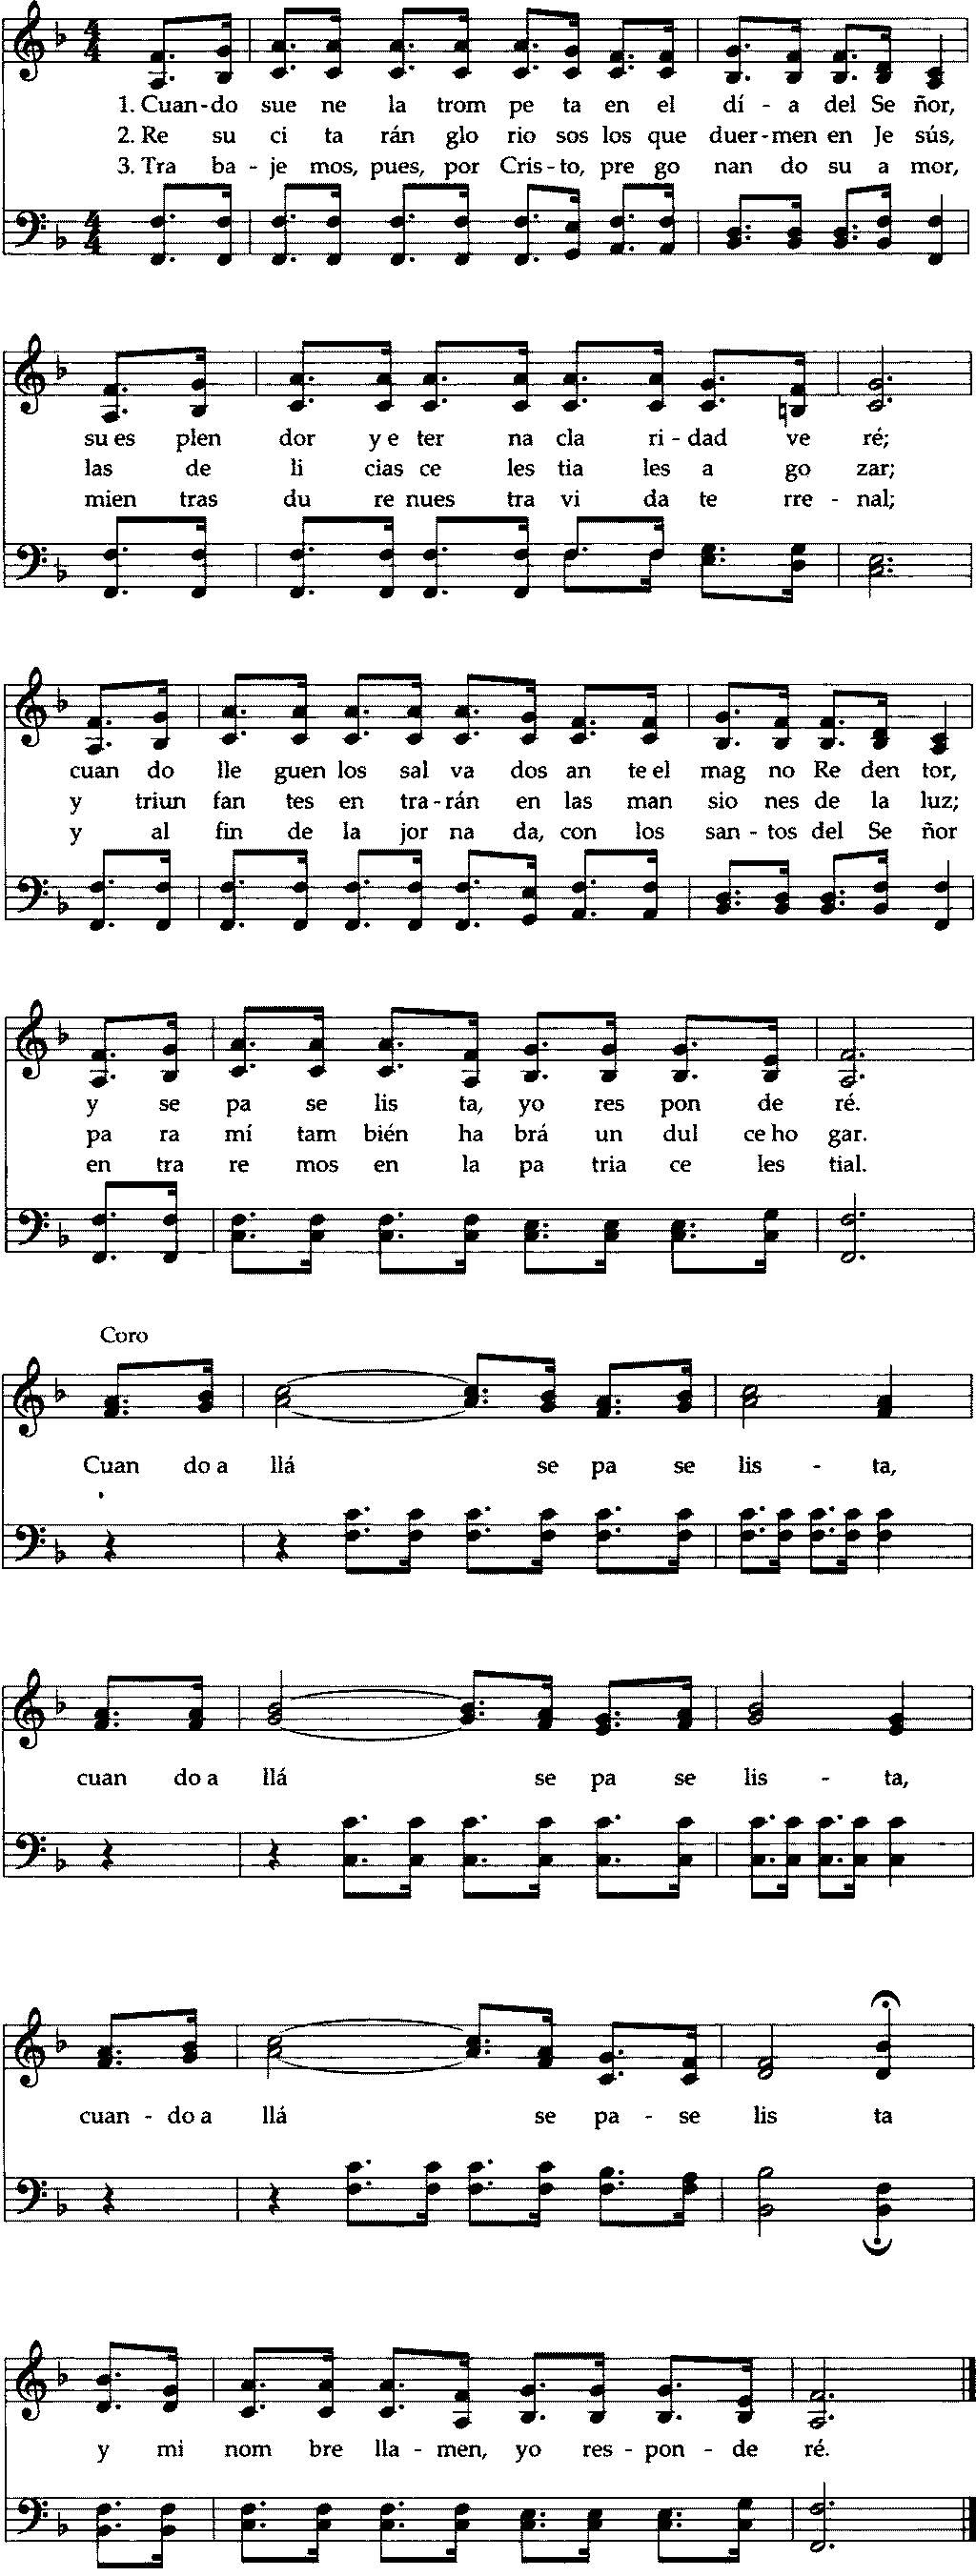 1. Cuan-do sue ne la trom pe ta en el dí - a del Se ñor,
2. Re su ci ta rán glo rio sos los que duer-men en Je sús,
3. Tra ba - je mos, pues, por Cris-to, pre go nan do su a mor,
su es plen dor y e ter na cla ri-dad ve ré;
las de li cias ce les tia les a go zar;
mien tras du re nues tra vi da te rre - nal;
cuan do lle guen los sal va dos an te el mag no Re den tor,
y triun fan tes en tra-rán en las man sio nes de la luz;
y al fin de la jor na da, con los san-tos del Se ñor
y se pa se lis ta, yo res pon de ré.
pa ra mí tam bién ha brá un dul ce ho gar.
en tra re mos en la pa tria ce les tial.
Coro
Cuan do a llá se pa se lis - ta,
cuan do a llá se pa se lis - ta,
cuan - do a llá se pa - se lis ta
y mi nom bre lla-men, yo res-pon-de ré.